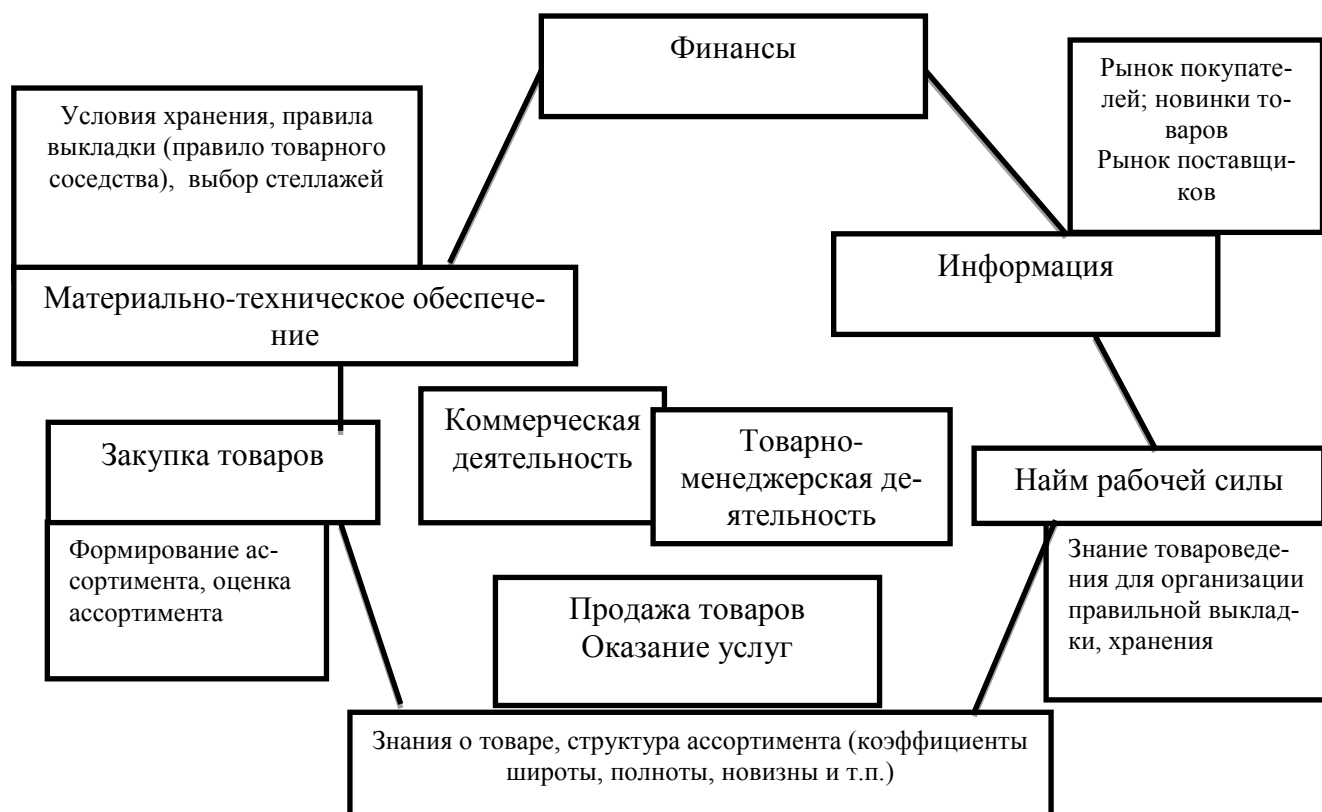 Финансы
Рынок покупате-
лей; новинки то-
варов
Рынок поставщи-
ков
Условия хранения, правила
выкладки (правило товарного
соседства), выбор стеллажей
Информация
Материально-техническое обеспече-
ние
Коммерческая
деятельность
Товарно-
менеджерская де-
ятельность
Закупка товаров
Найм рабочей силы
Формирование ас-
сортимента, оценка
ассортимента
Знание товароведе-
ния для организации
правильной выклад-
ки, хранения
Продажа товаров
Оказание услуг
Знания о товаре, структура ассортимента (коэффициенты
широты, полноты, новизны и т.п.)